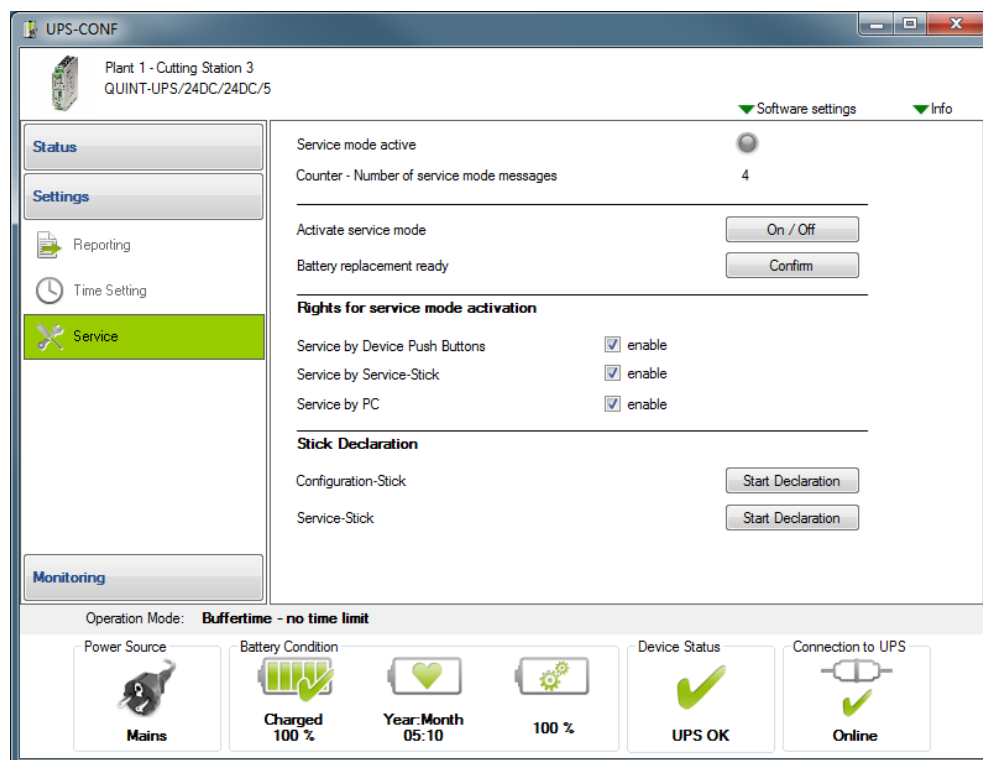 UPS-CONF
Plant 1 - Cutting Station 3
QUINT-UPS/24DC/24DC/5
Software settings Info
Status
Settings
Reporting
Time Setting
Service
Monitoring
Service mode active
Counter - Number of service mode messages 4
Activate service mode On / Off
Battery replacement ready Confirm
Rights for service mode activation
Service by Device Push Buttons enable
Service by Service-Stick enable
Service by PC enable
Stick Declaration
Configuration-Stick Start Declaration
Service-Stick Start Declaration
Operation Mode: Buffertime - no time limit
Power Source
Mains
Battery Condition
Charged
100 %
Year:Month
05:10
100 %
Device Status
UPS OK
Connection to UPS
Online